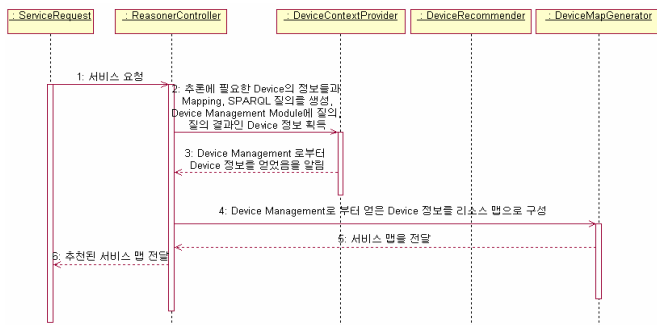 : ServiceRequest
: ReasonerController
: DeviceContextProvider
: DeviceRecommender
: DeviceMapGenerator
1: 서비스 요청
2: 추론에 필요한 Device의 정보들과
Mapping, SPARQL 질의를 생성,
Device Management Module에 질의,
질의 결과인 Device 정보 획득
3: Device Management 로부터
Device 정보를 얻었음을 알림
4: Device Management로 부터 얻은 Device 정보를 리소스 맵으로 구성
5: 서비스 맵을 전달
6: 추천된 서비스 맵 전달